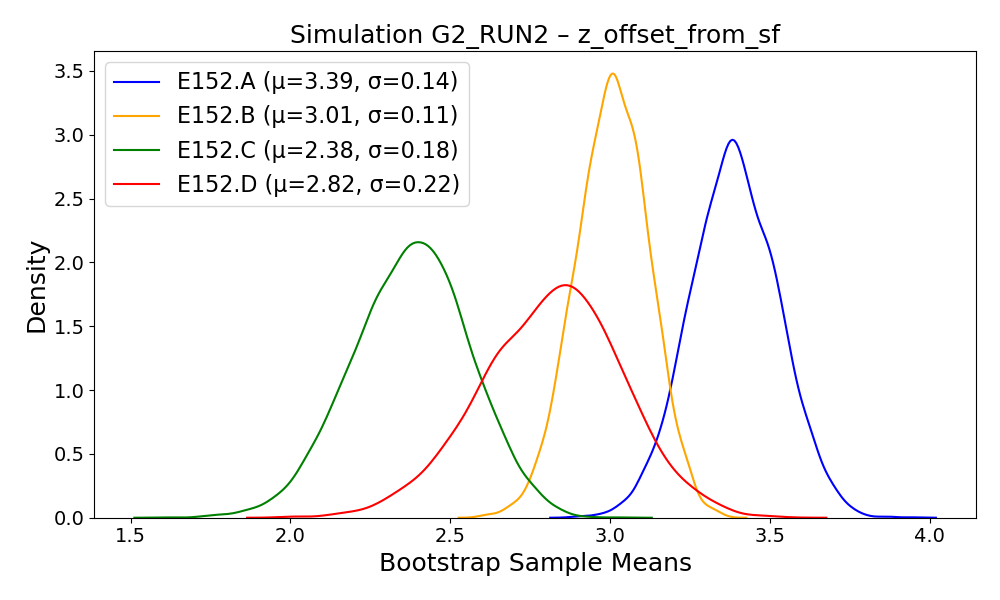 Simulation G2_RUN2 – z_offset_from_sf
E152.A (μ=3.39, σ=0.14)
E152.B (μ=3.01, σ=0.11)
E152.C (μ=2.38, σ=0.18)
E152.D (μ=2.82, σ=0.22)
Density
3.5
3.0
2.5
2.0
1.5
1.0
0.5
0.0
1.5 2.0 2.5 3.0 3.5 4.0
Bootstrap Sample Means